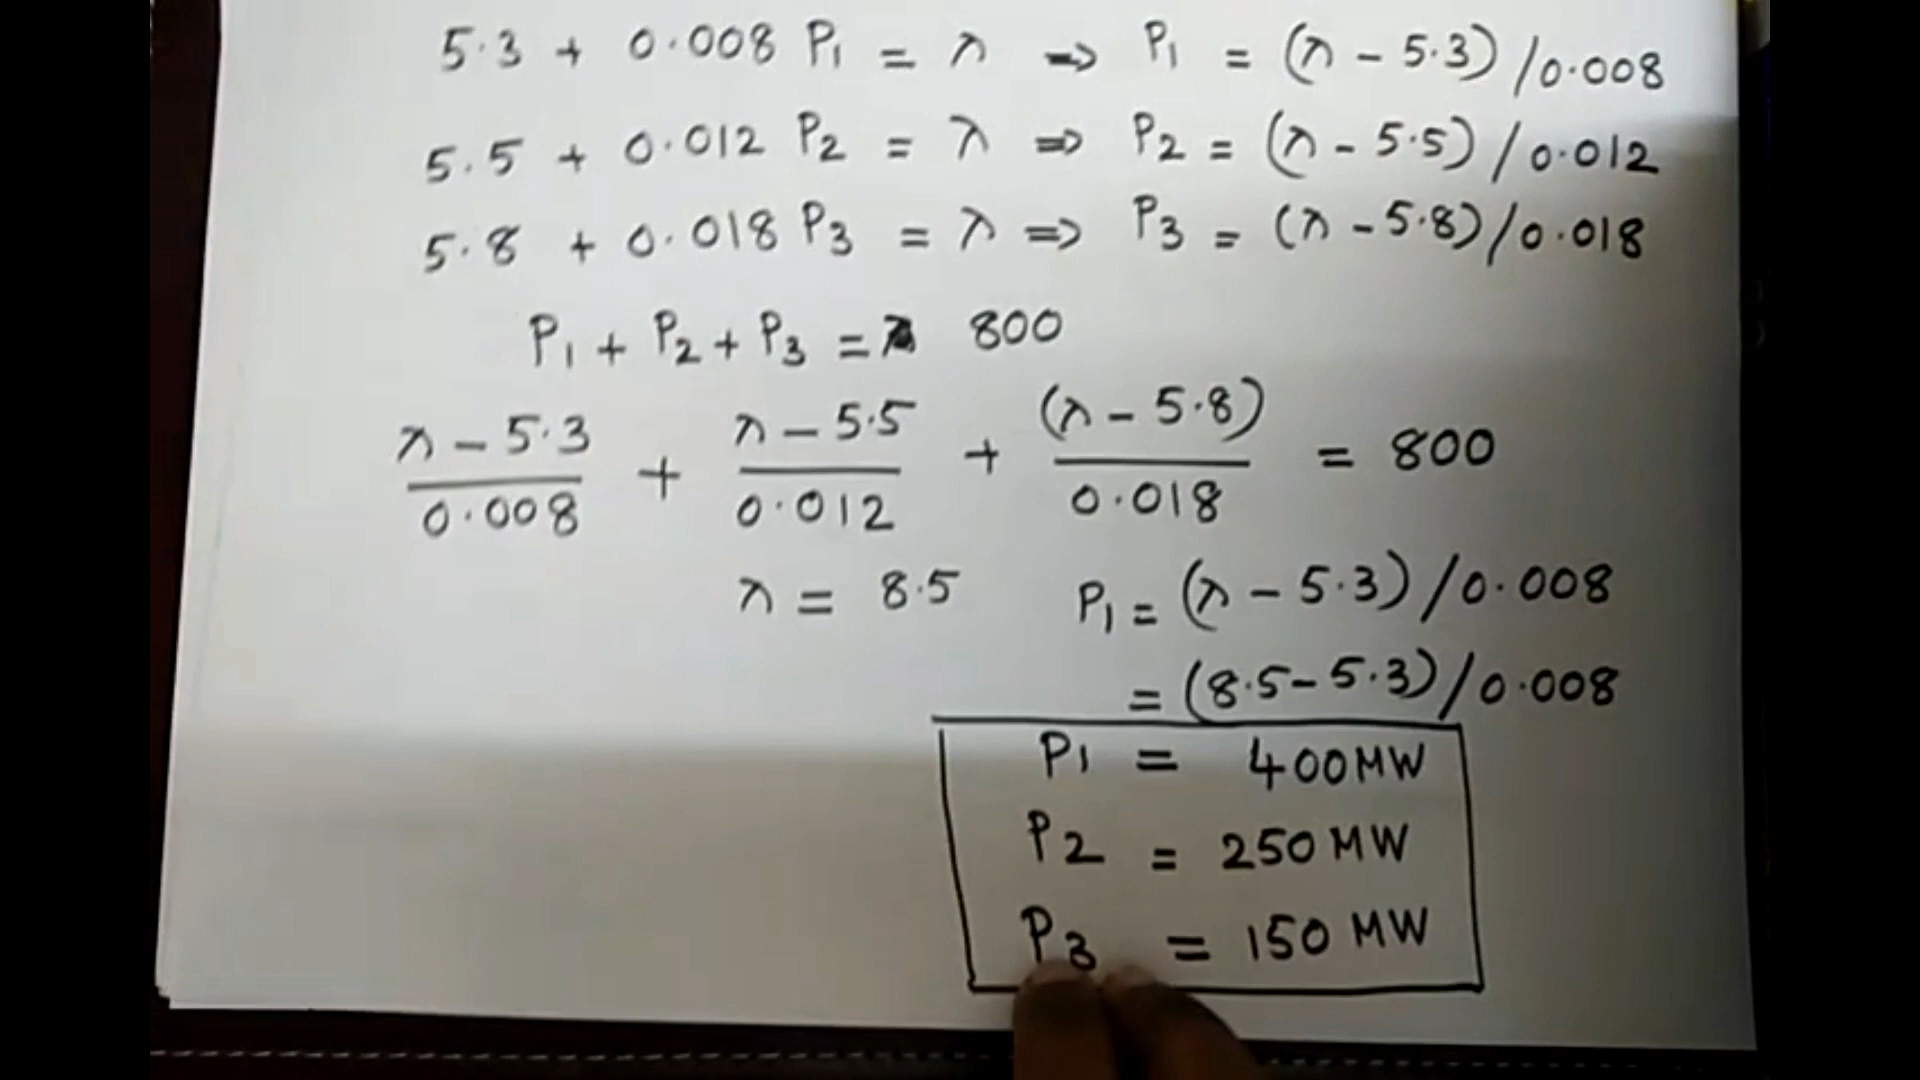 5.3 + 0.008 P1 = λ ⇒ P1 = (λ - 5.3) / 0.008
5.5 + 0.012 P2 = λ ⇒ P2 = (λ - 5.5) / 0.012
5.8 + 0.018 P3 = λ ⇒ P3 = (λ - 5.8) / 0.018
P1 + P2 + P3 = 800
(λ - 5.3)/0.008 + (λ - 5.5)/0.012 + (λ - 5.8)/0.018 = 800
λ = 8.5 P1 = (λ - 5.3) / 0.008
= (8.5 - 5.3) / 0.008
P1 = 400 MW
P2 = 250 MW
P3 = 150 MW